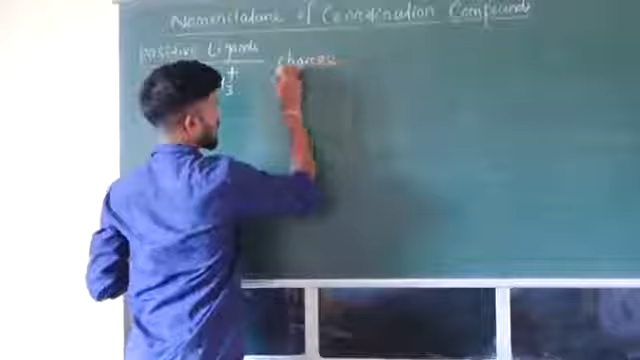 Nomenclature of Coordination Compounds
Positive Ligands charges